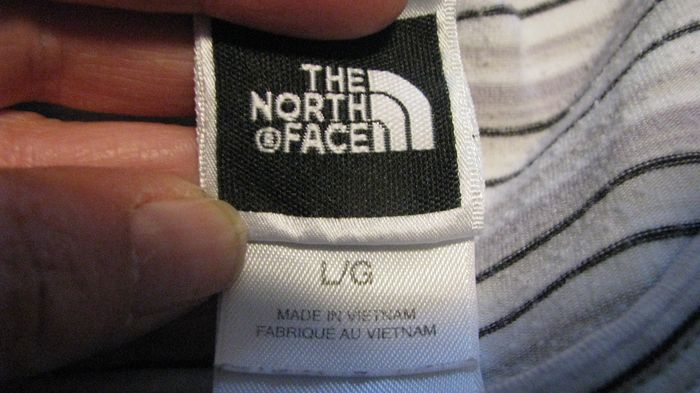 THE
NORTH
®FACE
L/G
MADE IN VIETNAM
FABRIQUE AU VIETNAM